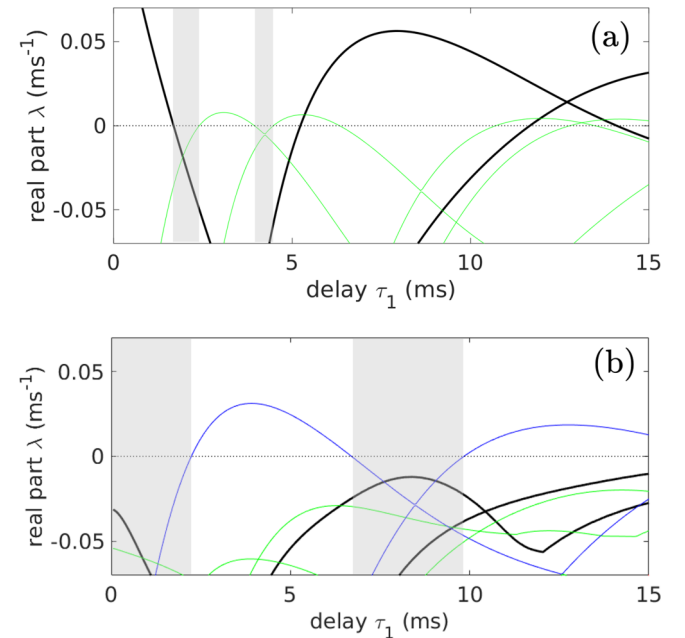 (a)
real part λ (ms⁻¹)
0.05
0
-0.05
0 5 10 15
delay τ₁ (ms)
(b)
real part λ (ms⁻¹)
0.05
0
-0.05
0 5 10 15
delay τ₁ (ms)